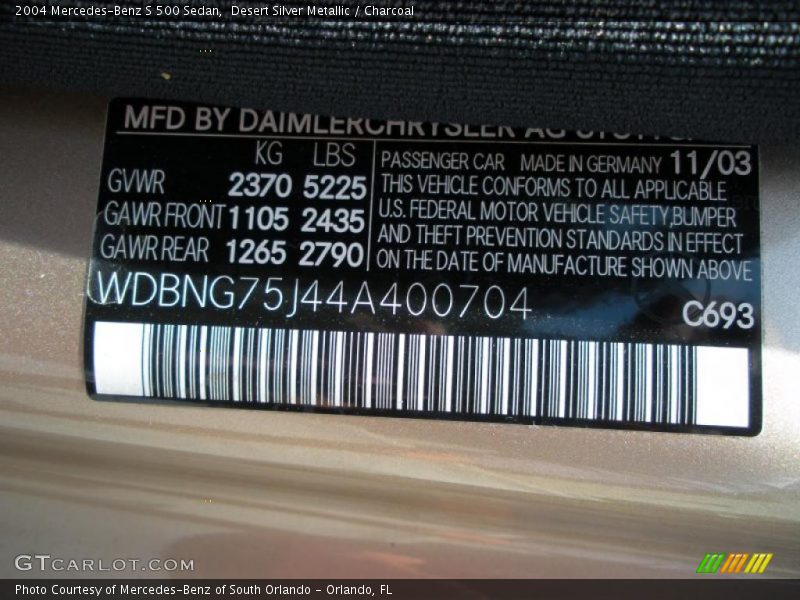 2004 Mercedes-Benz S 500 Sedan, Desert Silver Metallic / Charcoal
MFD BY DAIMLERCHRYSLER AG
KG LBS
GVWR 2370 5225
GAWR FRONT 1105 2435
GAWR REAR 1265 2790
PASSENGER CAR MADE IN GERMANY 11/03
THIS VEHICLE CONFORMS TO ALL APPLICABLE
U.S. FEDERAL MOTOR VEHICLE SAFETY,BUMPER
AND THEFT PREVENTION STANDARDS IN EFFECT
ON THE DATE OF MANUFACTURE SHOWN ABOVE
WDBNG75J44A400704
C693
GTCARLOT.COM
Photo Courtesy of Mercedes-Benz of South Orlando - Orlando, FL